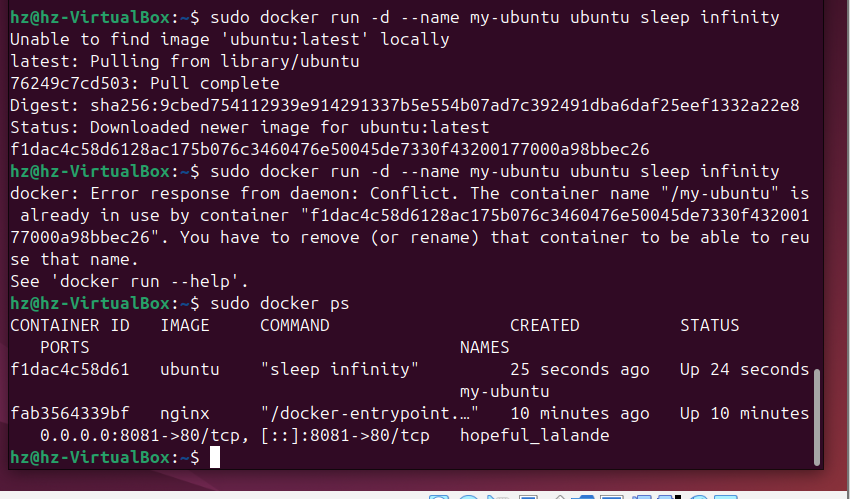 hz@hz-VirtualBox:~$ sudo docker run -d --name my-ubuntu ubuntu sleep infinity
Unable to find image 'ubuntu:latest' locally
latest: Pulling from library/ubuntu
76249c7cd503: Pull complete
Digest: sha256:9cbed754112939e914291337b5e554b07ad7c392491dba6daf25eef1332a22e8
Status: Downloaded newer image for ubuntu:latest
f1dac4c58d6128ac175b076c3460476e50045de7330f43200177000a98bbec26
hz@hz-VirtualBox:~$ sudo docker run -d --name my-ubuntu ubuntu sleep infinity
docker: Error response from daemon: Conflict. The container name "/my-ubuntu" is
 already in use by container "f1dac4c58d6128ac175b076c3460476e50045de7330f432001
77000a98bbec26". You have to remove (or rename) that container to be able to reu
se that name.
See 'docker run --help'.
hz@hz-VirtualBox:~$ sudo docker ps
CONTAINER ID   IMAGE     COMMAND                  CREATED          STATUS
   PORTS                                     NAMES
f1dac4c58d61   ubuntu    "sleep infinity"         25 seconds ago   Up 24 seconds
                                             my-ubuntu
fab3564339bf   nginx     "/docker-entrypoint.…"   10 minutes ago   Up 10 minutes
   0.0.0.0:8081->80/tcp, [::]:8081->80/tcp   hopeful_lalande
hz@hz-VirtualBox:~$